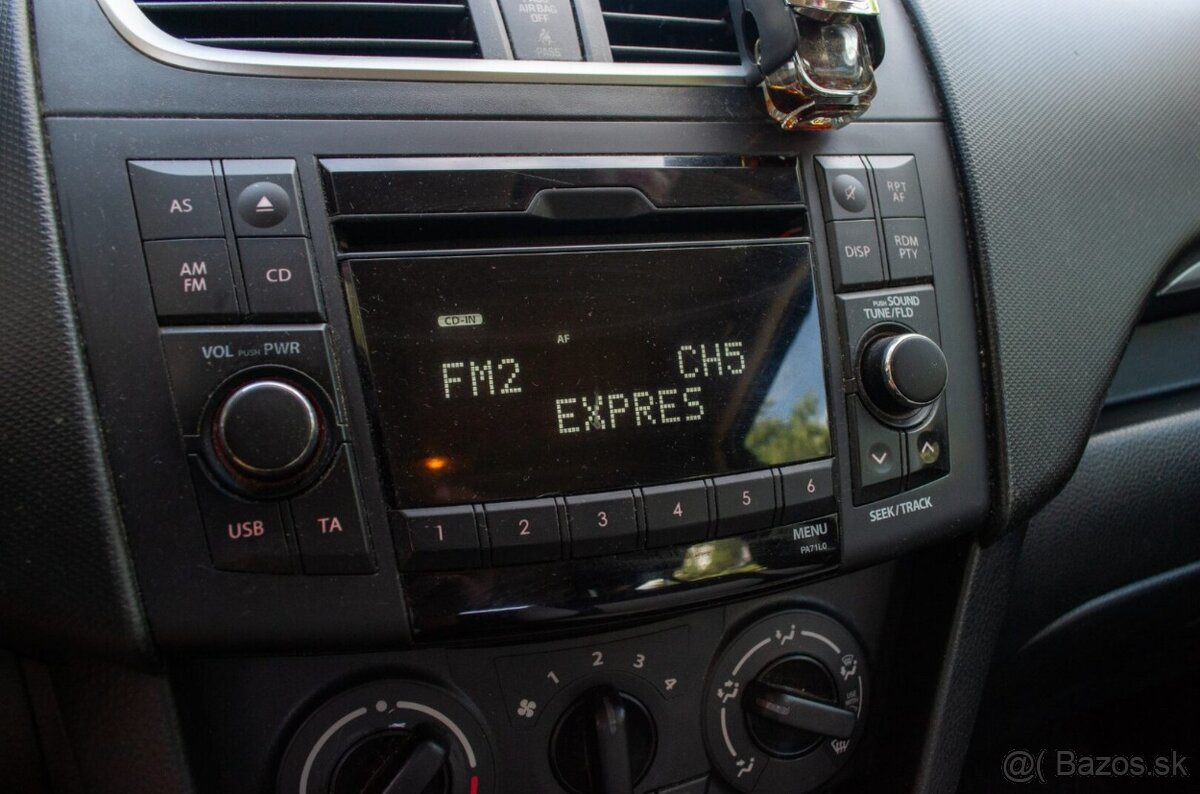 AIR BAG
OFF
PASS
AS
AM
FM
CD
VOL PUSH PWR
USB
TA
CD-IN
AF
FM2
CH5
EXPRES
1
2
3
4
5
6
MENU
PA71L0
RPT
AF
DISP
RDM
PTY
PUSH SOUND
TUNE/FLD
SEEK/TRACK
1
2
3
4
@( Bazos.sk